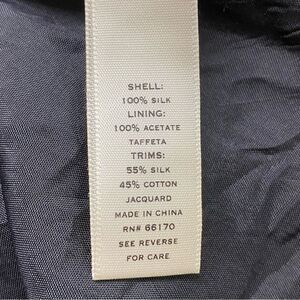 SHELL:
100% SILK
LINING:
100% ACETATE
TAFFETA
TRIMS:
55% SILK
45% COTTON
JACQUARD
MADE IN CHINA
RN# 66170
SEE REVERSE
FOR CARE